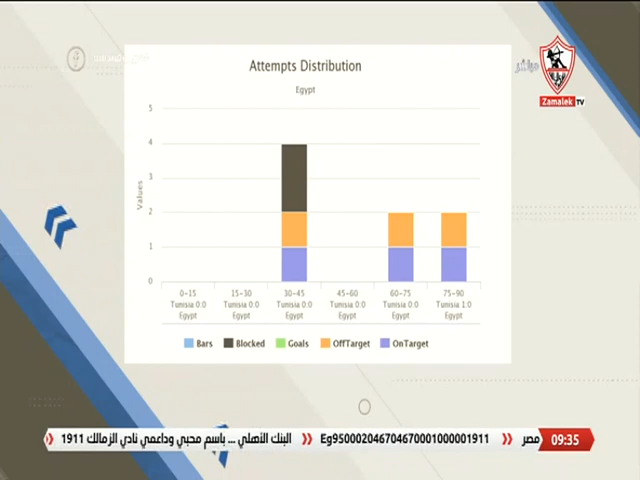 Attempts Distribution
Egypt
مباشر
Zamalek TV
Values
5
4
3
2
1
0
0-15 Tunisia 0:0 Egypt
15-30 Tunisia 0:0 Egypt
30-45 Tunisia 0:0 Egypt
45-60 Tunisia 0:0 Egypt
60-75 Tunisia 0:0 Egypt
75-90 Tunisia 1:0 Egypt
Bars Blocked Goals OffTarget OnTarget
09:35 مصر Eg950002046704670001000001911 البنك الأهلي ... باسم محبي وداعمي نادي الزمالك 1911